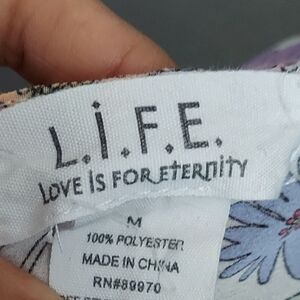 L.i.F.E.
LOVE iS FOR ETERNITY
M
100% POLYESTER
MADE IN CHINA
RN#89970